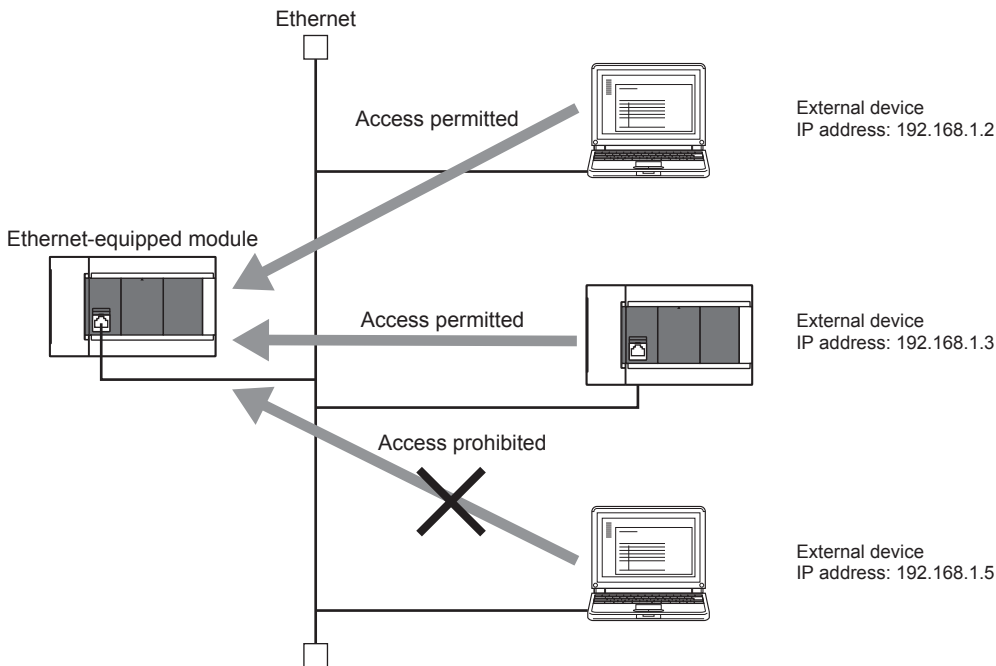 Ethernet
Access permitted
External device
IP address: 192.168.1.2
Ethernet-equipped module
Access permitted
External device
IP address: 192.168.1.3
Access prohibited
External device
IP address: 192.168.1.5